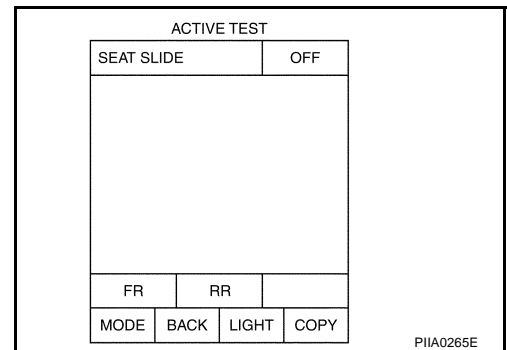 ACTIVE TEST
SEAT SLIDE OFF
FR RR
MODE BACK LIGHT COPY
PIIA0265E